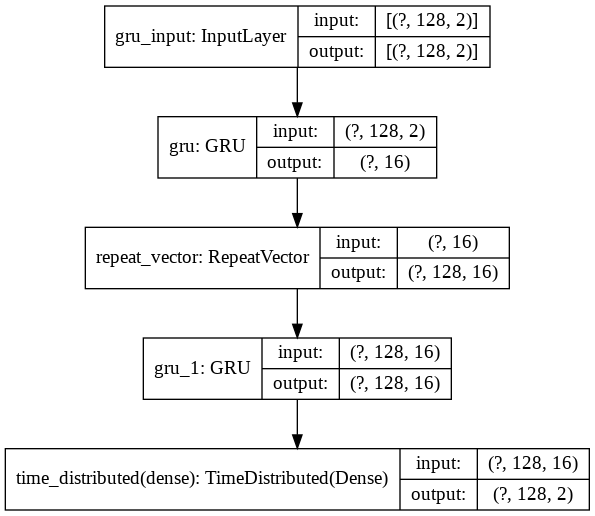 gru_input: InputLayer
input:
[(?, 128, 2)]
output:
[(?, 128, 2)]
gru: GRU
input:
(?, 128, 2)
output:
(?, 16)
repeat_vector: RepeatVector
input:
(?, 16)
output:
(?, 128, 16)
gru_1: GRU
input:
(?, 128, 16)
output:
(?, 128, 16)
time_distributed(dense): TimeDistributed(Dense)
input:
(?, 128, 16)
output:
(?, 128, 2)